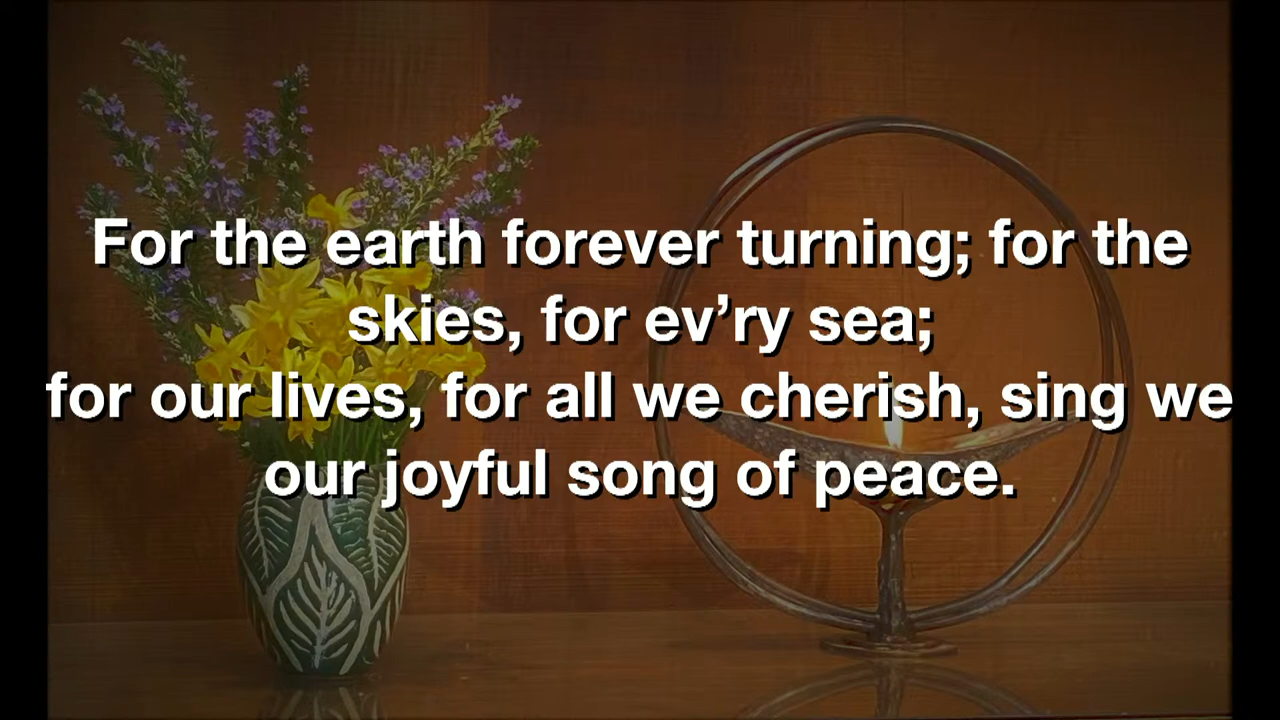 For the earth forever turning; for the
skies, for ev’ry sea;
for our lives, for all we cherish, sing we
our joyful song of peace.